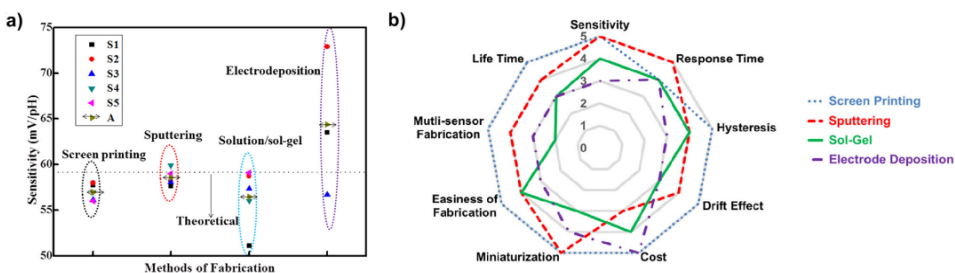 a)
75
70
65
60
55
50
Sensitivity (mV/pH)
S1
S2
S3
S4
S5
A
Screen printing
Sputtering
Solution/sol-gel
Electrodeposition
Theoretical
Methods of Fabrication
b)
Sensitivity
Response Time
Hysteresis
Drift Effect
Cost
Miniaturization
Easiness of
Fabrication
Mutli-sensor
Fabrication
Life Time
5
4
3
2
1
0
Screen Printing
Sputtering
Sol-Gel
Electrode Deposition